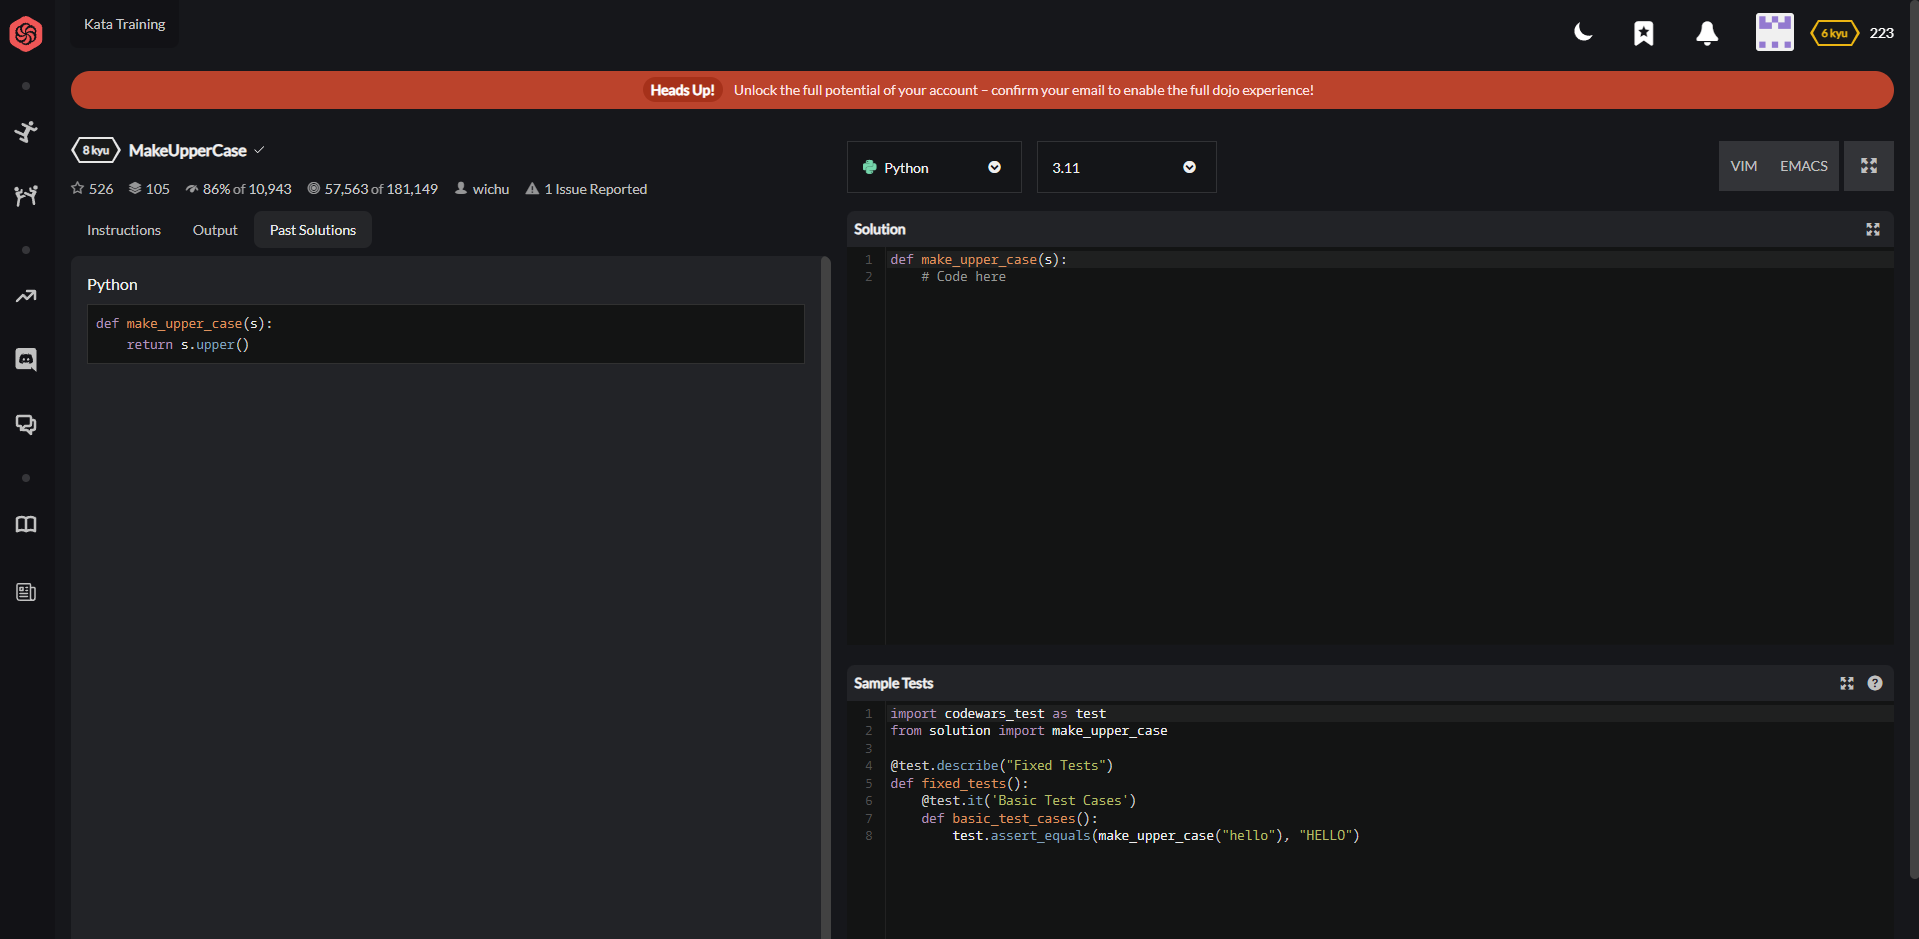 Kata Training
6 kyu 223
Heads Up! Unlock the full potential of your account – confirm your email to enable the full dojo experience!
8 kyu MakeUpperCase
526 105 86% of 10,943 57,563 of 181,149 wichu 1 Issue Reported
Instructions Output Past Solutions
Python
def make_upper_case(s):
    return s.upper()
Python 3.11 VIM EMACS
Solution
1 def make_upper_case(s):
2     # Code here
Sample Tests
1 import codewars_test as test
2 from solution import make_upper_case
3
4 @test.describe("Fixed Tests")
5 def fixed_tests():
6     @test.it('Basic Test Cases')
7     def basic_test_cases():
8         test.assert_equals(make_upper_case("hello"), "HELLO")